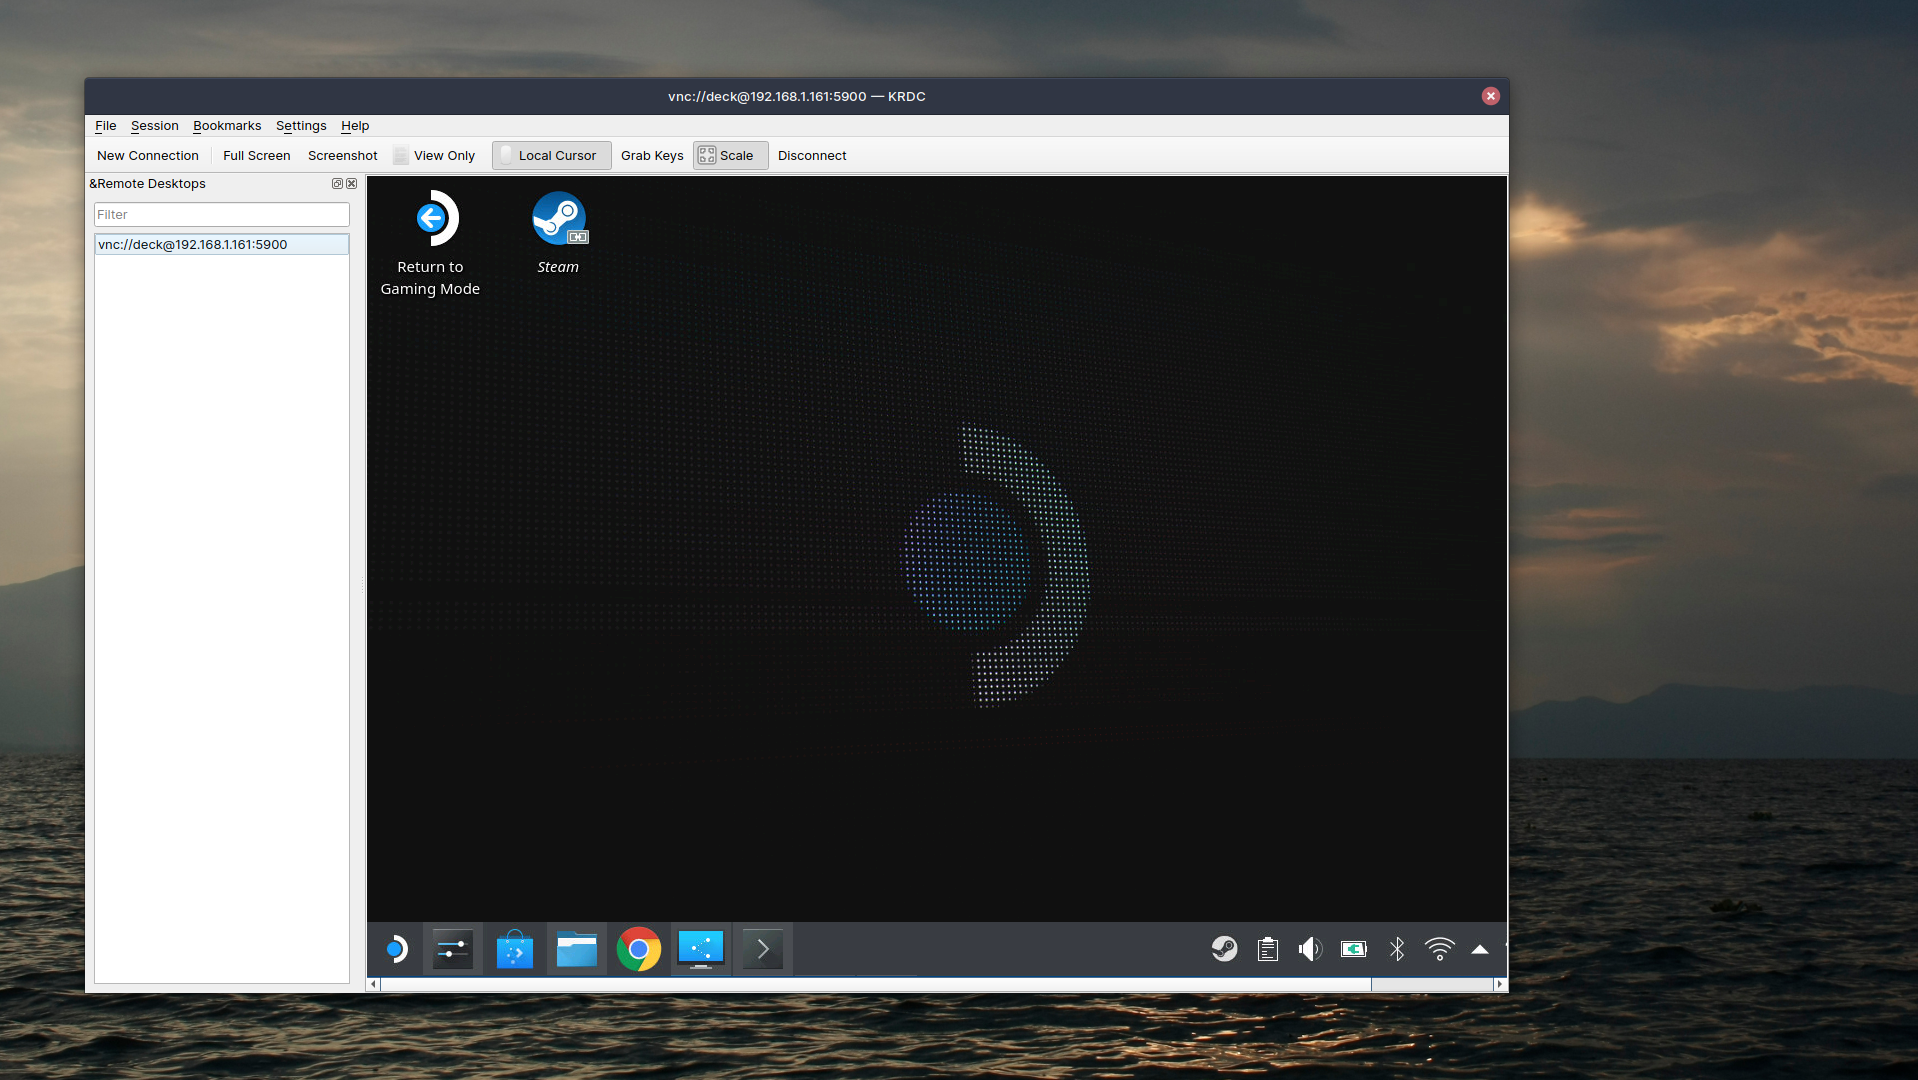 vnc://deck@192.168.1.161:5900 — KRDC
File Session Bookmarks Settings Help
New Connection Full Screen Screenshot View Only Local Cursor Grab Keys Scale Disconnect
&Remote Desktops
Filter
vnc://deck@192.168.1.161:5900
Return to
Gaming Mode
Steam